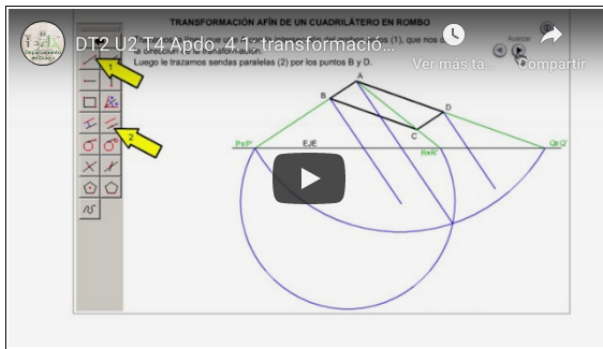 TRANSFORMACIÓN AFÍN DE UN CUADRILÁTERO EN ROMBO
DT2 U2 T4 Apdo. 4.1: transformació...
Avanzar
Ver más ta...
Compartir
Luego le trazamos sendas paralelas (2) por los puntos B y D.
1
2
A
B
D
C
P≡P'
EJE
R≡R'
Q≡Q'